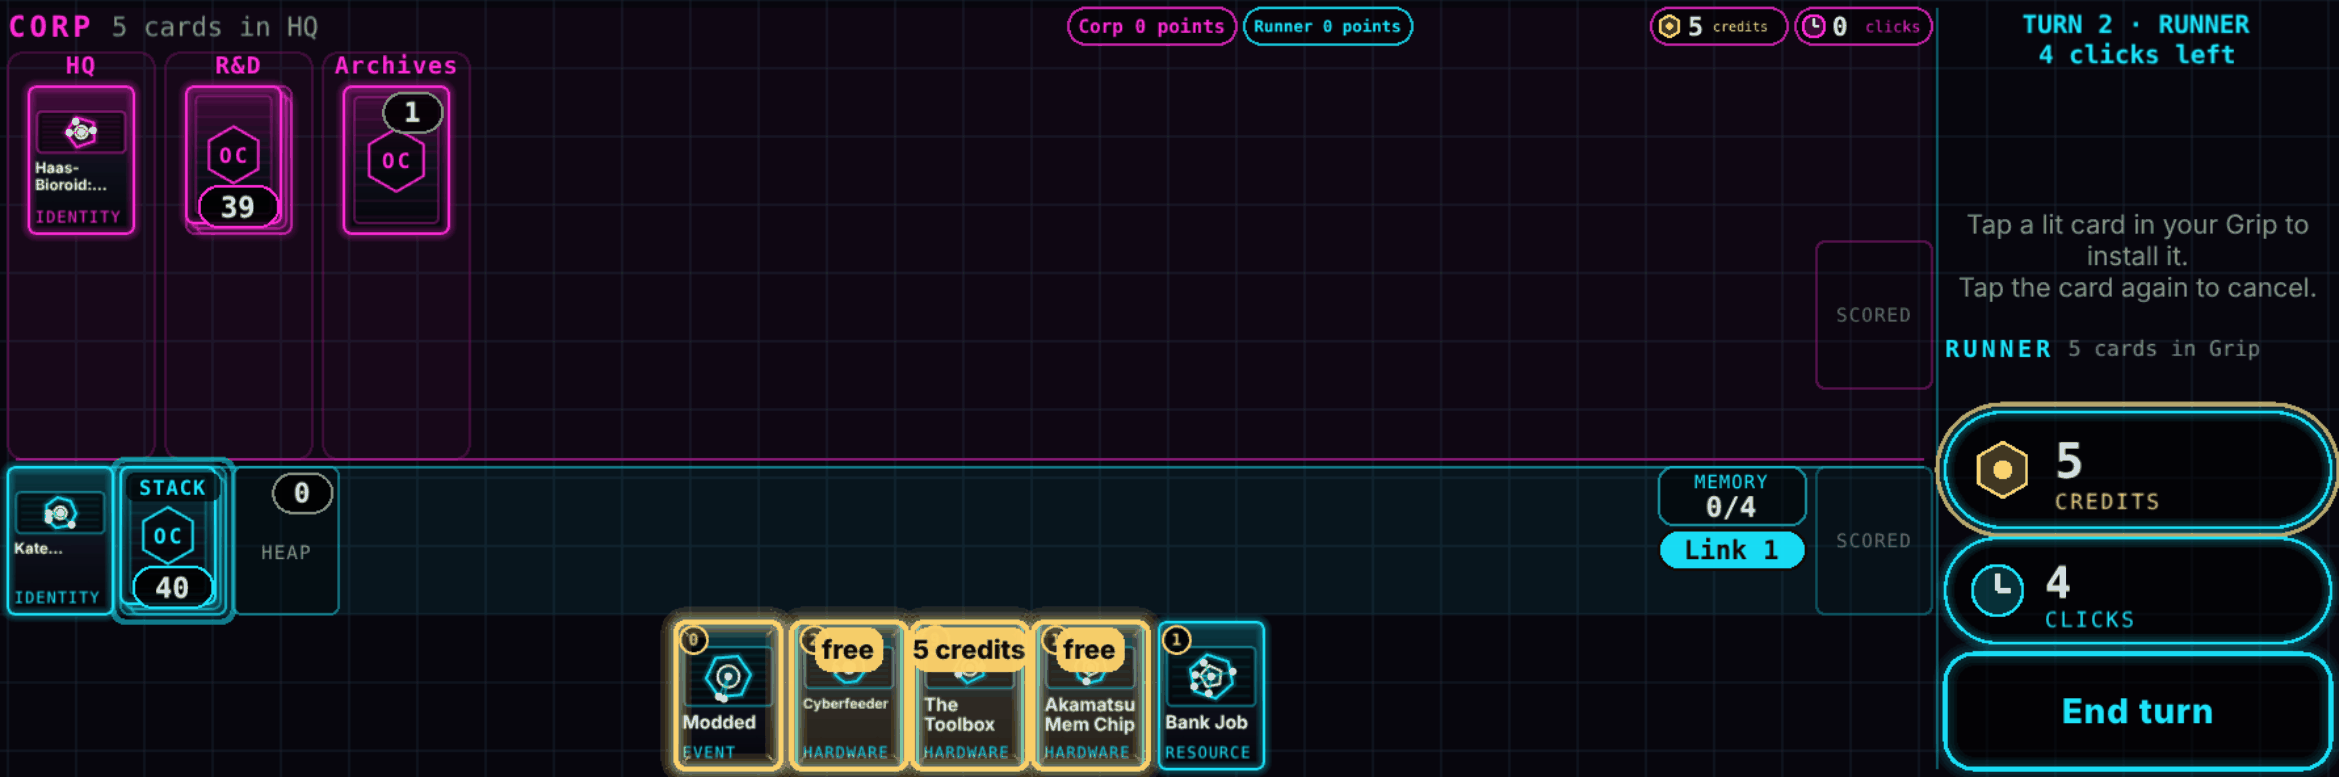 CORP 5 cards in HQ
Corp 0 points
Runner 0 points
5 credits
0 clicks
TURN 2 · RUNNER
4 clicks left
HQ
R&D
Archives
Haas-
Bioroid:...
IDENTITY
OC
39
1
OC
SCORED
Tap a lit card in your Grip to
install it.
Tap the card again to cancel.
RUNNER 5 cards in Grip
5
CREDITS
4
CLICKS
End turn
Kate...
IDENTITY
STACK
OC
40
0
HEAP
MEMORY
0/4
Link 1
SCORED
0
Modded
EVENT
free
Cyberfeeder
HARDWARE
5 credits
The
Toolbox
HARDWARE
free
Akamatsu
Mem Chip
HARDWARE
1
Bank Job
RESOURCE